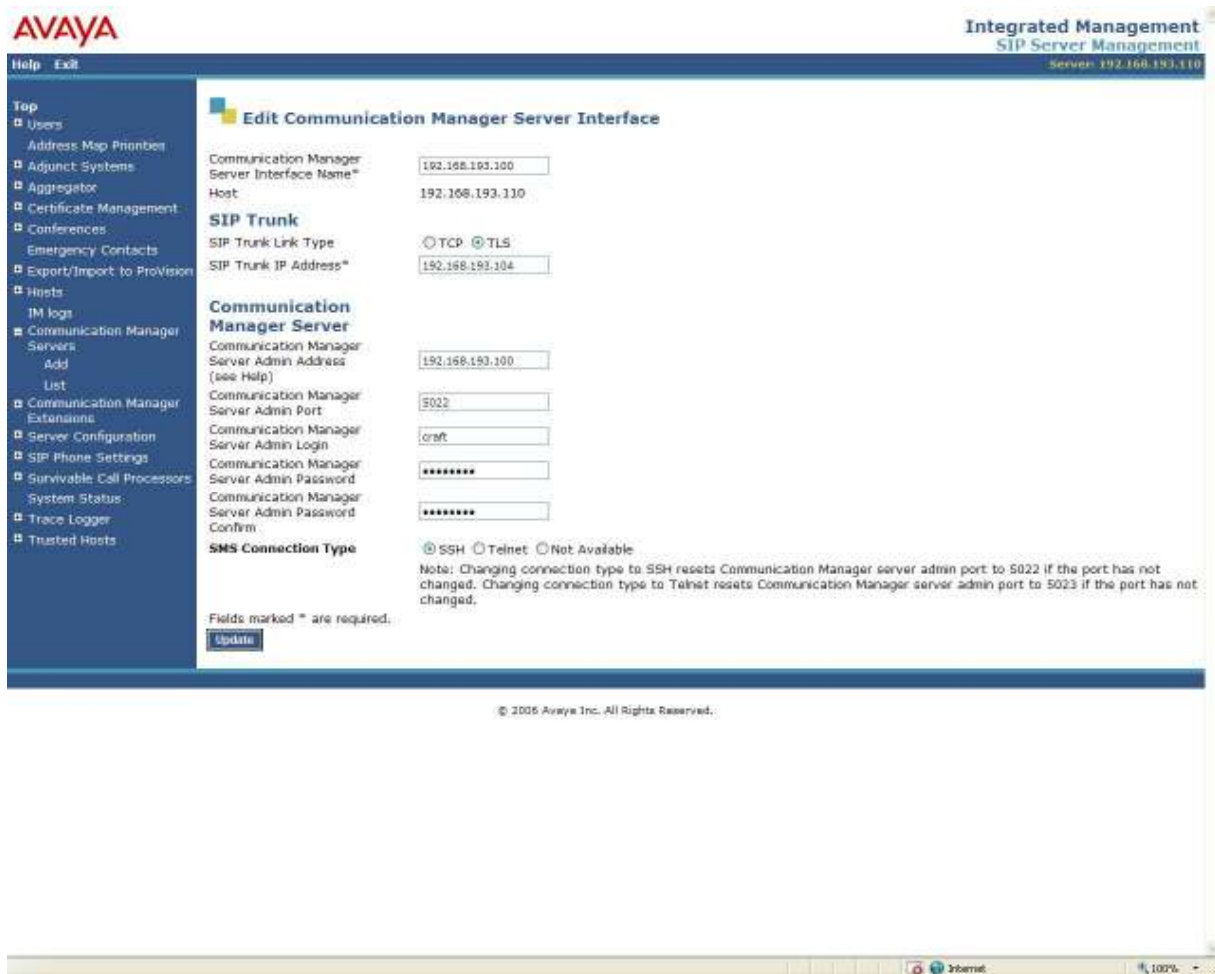 AVAYA
Integrated Management
SIP Server Management
Help Exit
Server: 192.168.193.110
Top
Users
Address Map Priorities
Adjunct Systems
Aggregator
Certificate Management
Conferences
Emergency Contacts
Export/Import to ProVision
Hosts
IM logs
Communication Manager
Servers
Add
List
Communication Manager
Extensions
Server Configuration
SIP Phone Settings
Survivable Call Processors
System Status
Trace Logger
Trusted Hosts
Edit Communication Manager Server Interface
Communication Manager
Server Interface Name*
192.168.193.100
Host
192.168.193.110
SIP Trunk
SIP Trunk Link Type
TCP TLS
SIP Trunk IP Address*
192.168.193.104
Communication
Manager Server
Communication Manager
Server Admin Address
(see Help)
192.168.193.100
Communication Manager
Server Admin Port
5022
Communication Manager
Server Admin Login
craft
Communication Manager
Server Admin Password
••••••••
Communication Manager
Server Admin Password
Confirm
••••••••
SMS Connection Type
SSH Telnet Not Available
Note: Changing connection type to SSH resets Communication Manager server admin port to 5022 if the port has not
changed. Changing connection type to Telnet resets Communication Manager server admin port to 5023 if the port has not
changed.
Fields marked * are required.
Update
© 2006 Avaya Inc. All Rights Reserved.
Internet
100%